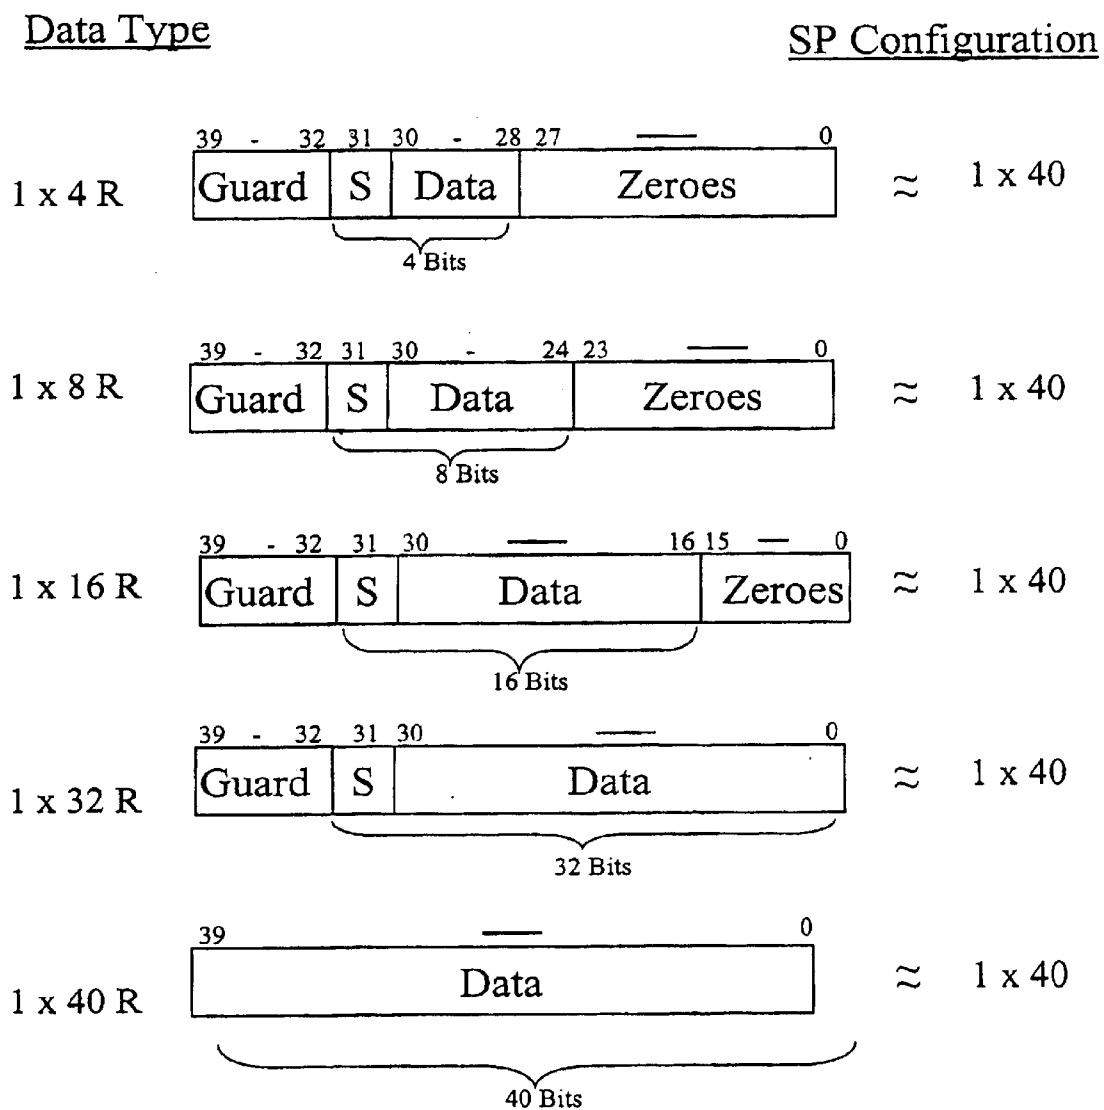 Data Type SP Configuration
39 - 32 31 30 - 28 27 — 0
1 x 4 R Guard S Data Zeroes ≈ 1 x 40
4 Bits
39 - 32 31 30 - 24 23 — 0
1 x 8 R Guard S Data Zeroes ≈ 1 x 40
8 Bits
39 - 32 31 30 — 16 15 — 0
1 x 16 R Guard S Data Zeroes ≈ 1 x 40
16 Bits
39 - 32 31 30 — 0
1 x 32 R Guard S Data ≈ 1 x 40
32 Bits
39 — 0
1 x 40 R Data ≈ 1 x 40
40 Bits